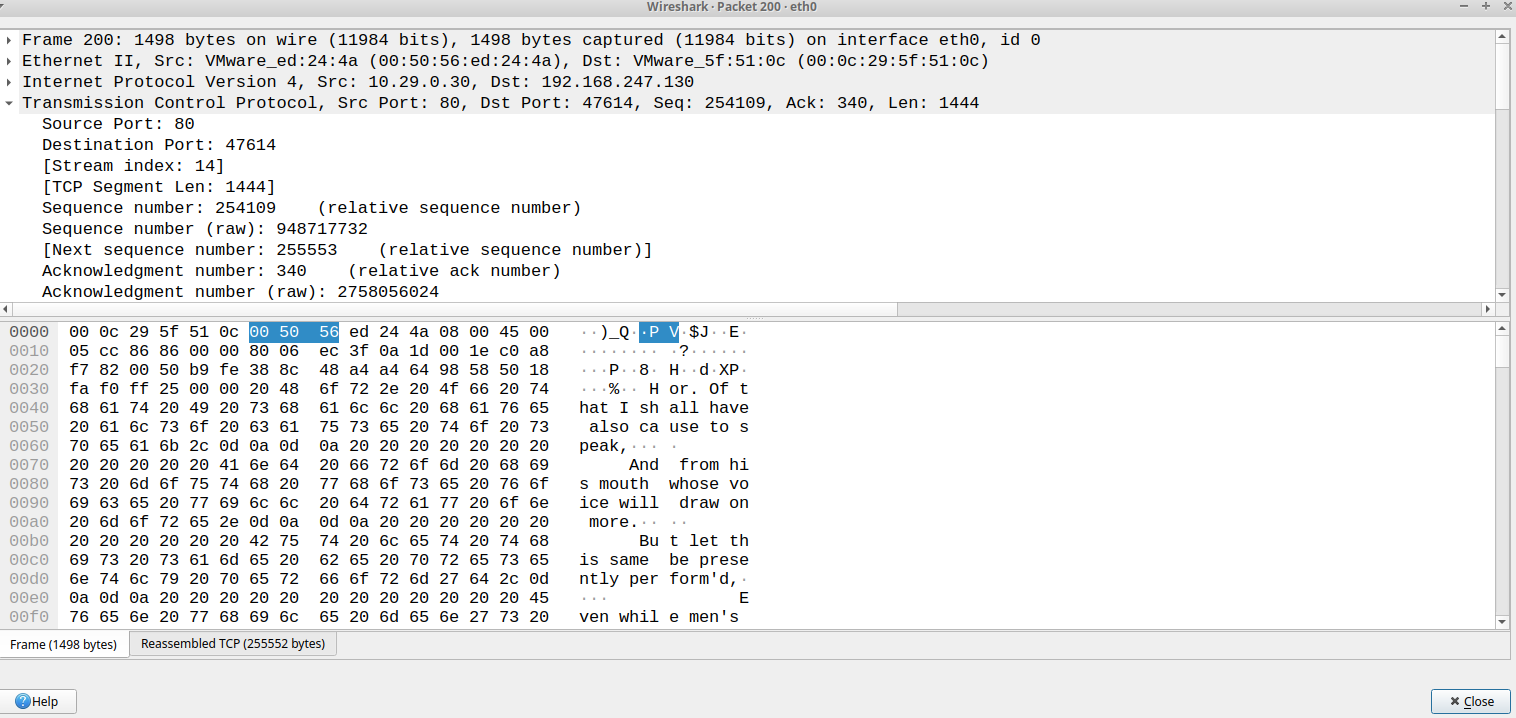 Wireshark · Packet 200 · eth0
Frame 200: 1498 bytes on wire (11984 bits), 1498 bytes captured (11984 bits) on interface eth0, id 0
Ethernet II, Src: VMware_ed:24:4a (00:50:56:ed:24:4a), Dst: VMware_5f:51:0c (00:0c:29:5f:51:0c)
Internet Protocol Version 4, Src: 10.29.0.30, Dst: 192.168.247.130
Transmission Control Protocol, Src Port: 80, Dst Port: 47614, Seq: 254109, Ack: 340, Len: 1444
Source Port: 80
Destination Port: 47614
[Stream index: 14]
[TCP Segment Len: 1444]
Sequence number: 254109    (relative sequence number)
Sequence number (raw): 948717732
[Next sequence number: 255553    (relative sequence number)]
Acknowledgment number: 340    (relative ack number)
Acknowledgment number (raw): 2758056024
0000  00 0c 29 5f 51 0c 00 50  56 ed 24 4a 08 00 45 00   ··)_Q··P V·$J··E·
0010  05 cc 86 86 00 00 80 06  ec 3f 0a 1d 00 1e c0 a8   ········ ·?······
0020  f7 82 00 50 b9 fe 38 8c  48 a4 a4 64 98 58 50 18   ···P··8· H··d·XP·
0030  fa f0 ff 25 00 00 20 48  6f 72 2e 20 4f 66 20 74   ···%·· H or. Of t
0040  68 61 74 20 49 20 73 68  61 6c 6c 20 68 61 76 65   hat I sh all have
0050  20 61 6c 73 6f 20 63 61  75 73 65 20 74 6f 20 73    also ca use to s
0060  70 65 61 6b 2c 0d 0a 0d  0a 20 20 20 20 20 20 20   peak,··· ·
0070  20 20 20 20 20 41 6e 64  20 66 72 6f 6d 20 68 69        And  from hi
0080  73 20 6d 6f 75 74 68 20  77 68 6f 73 65 20 76 6f   s mouth  whose vo
0090  69 63 65 20 77 69 6c 6c  20 64 72 61 77 20 6f 6e   ice will  draw on
00a0  20 6d 6f 72 65 2e 0d 0a  0d 0a 20 20 20 20 20 20    more.·· ··
00b0  20 20 20 20 20 20 42 75  74 20 6c 65 74 20 74 68         Bu t let th
00c0  69 73 20 73 61 6d 65 20  62 65 20 70 72 65 73 65   is same  be prese
00d0  6e 74 6c 79 20 70 65 72  66 6f 72 6d 27 64 2c 0d   ntly per form'd,·
00e0  0a 0d 0a 20 20 20 20 20  20 20 20 20 20 20 20 45   ···             E
00f0  76 65 6e 20 77 68 69 6c  65 20 6d 65 6e 27 73 20   ven whil e men's
Frame (1498 bytes)    Reassembled TCP (255552 bytes)
Help    Close